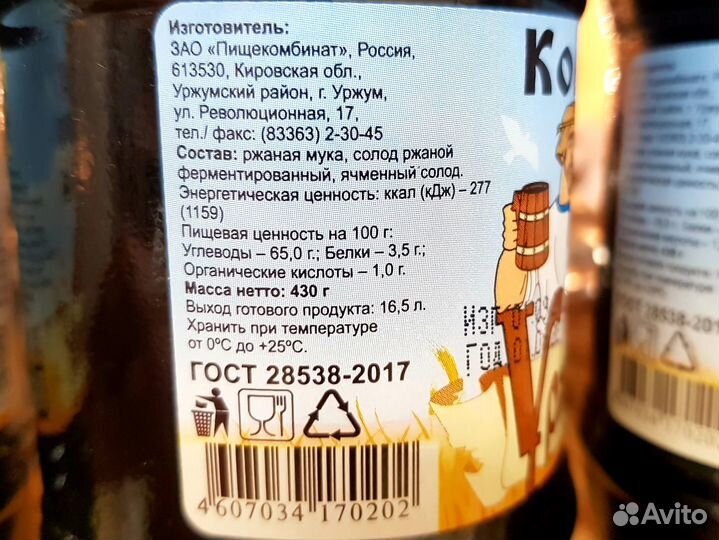 Изготовитель:
ЗАО «Пищекомбинат», Россия,
613530, Кировская обл.,
Уржумский район, г. Уржум,
ул. Революционная, 17,
тел./ факс: (83363) 2-30-45
Состав: ржаная мука, солод ржаной
ферментированный, ячменный солод.
Энергетическая ценность: ккал (кДж) – 277
(1159)
Пищевая ценность на 100 г:
Углеводы – 65,0 г.; Белки – 3,5 г.;
Органические кислоты – 1,0 г.
Масса нетто: 430 г
Выход готового продукта: 16,5 л.
Хранить при температуре
от 0ºС до +25ºС.
ГОСТ 28538-2017
4 607034 170202
ГОСТ 28538-201
Avito